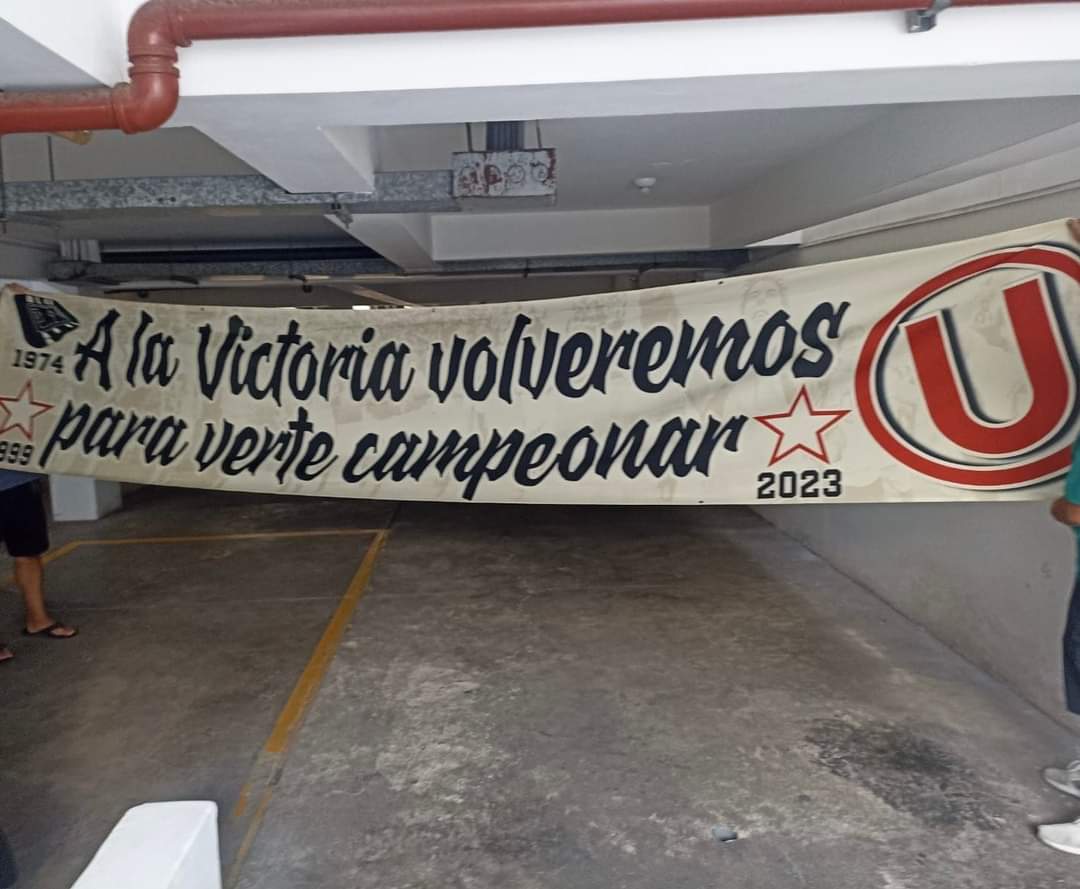 1974
A la Victoria volveremos
999
para verte campeonar
2023
U